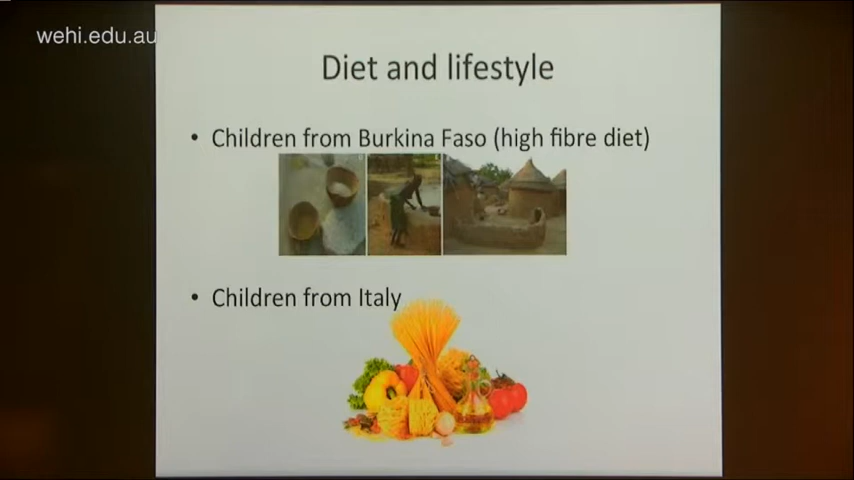 wehi.edu.au
Diet and lifestyle
• Children from Burkina Faso (high fibre diet)
• Children from Italy